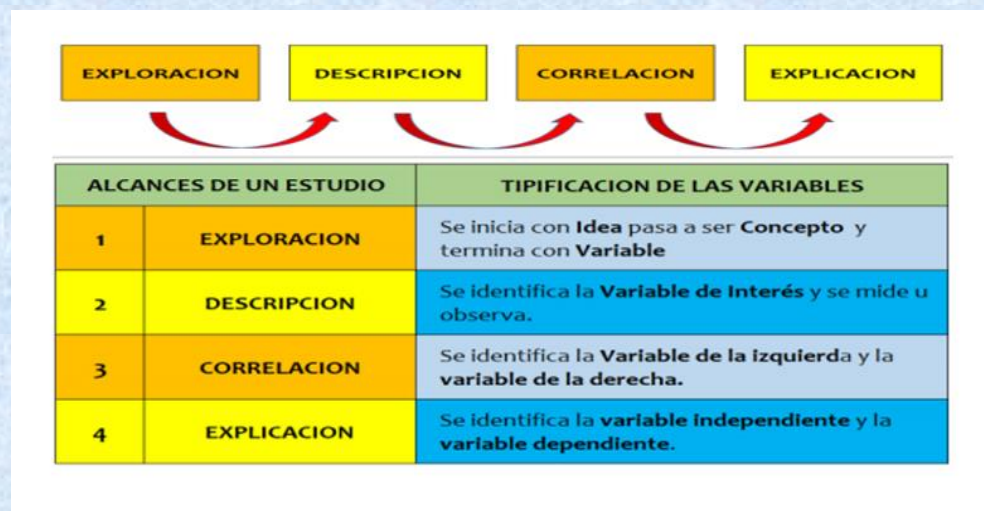 EXPLORACION
DESCRIPCION
CORRELACION
EXPLICACION
ALCANCES DE UN ESTUDIO
TIPIFICACION DE LAS VARIABLES
1
EXPLORACION
Se inicia con Idea pasa a ser Concepto y
termina con Variable
2
DESCRIPCION
Se identifica la Variable de Interés y se mide u
observa.
3
CORRELACION
Se identifica la Variable de la izquierda y la
variable de la derecha.
4
EXPLICACION
Se identifica la variable independiente y la
variable dependiente.